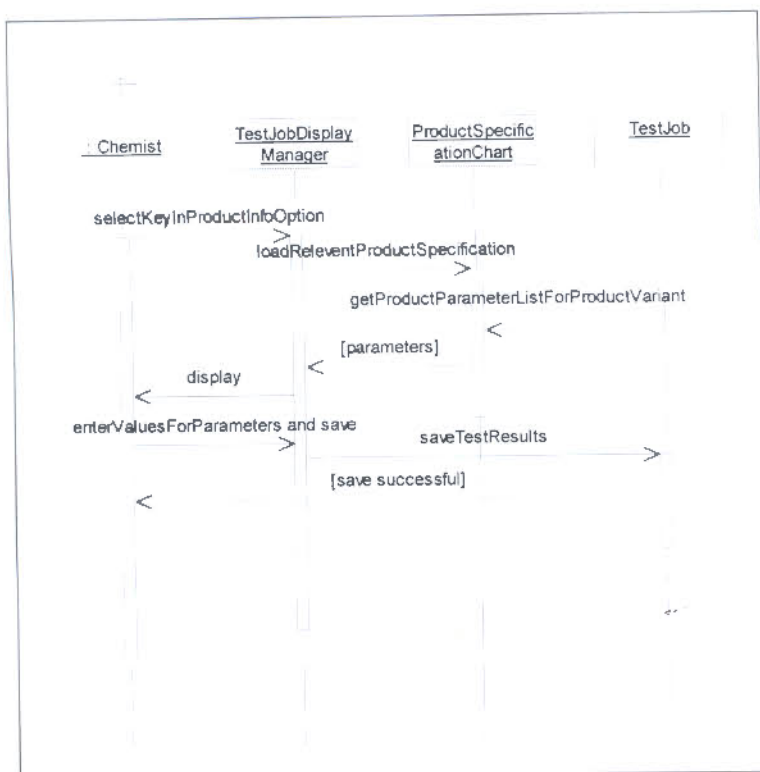 : Chemist
TestJobDisplay
Manager
ProductSpecific
ationChart
TestJob
selectKeyInProductInfoOption
loadReleventProductSpecification
getProductParameterListForProductVariant
[parameters]
display
enterValuesForParameters and save
saveTestResults
[save successful]